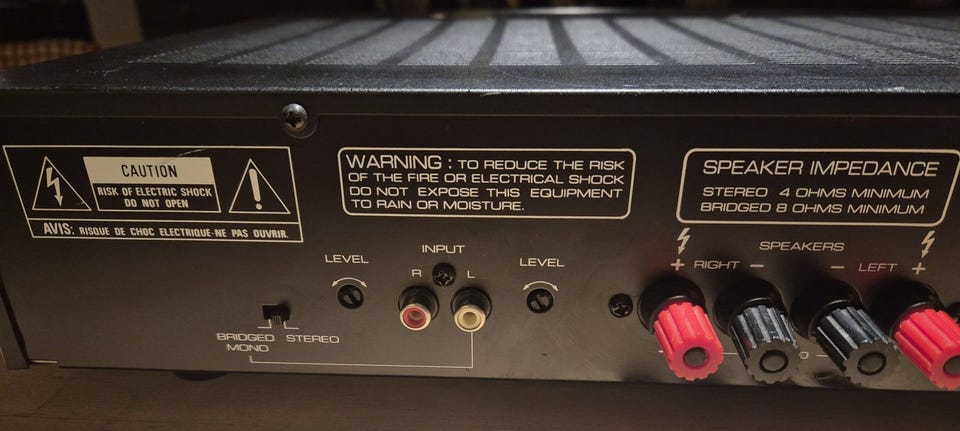 CAUTION
RISK OF ELECTRIC SHOCK
DO NOT OPEN
AVIS: RISQUE DE CHOC ELECTRIQUE-NE PAS OUVRIR.
WARNING : TO REDUCE THE RISK
OF THE FIRE OR ELECTRICAL SHOCK
DO NOT EXPOSE THIS EQUIPMENT
TO RAIN OR MOISTURE.
SPEAKER IMPEDANCE
STEREO 4 OHMS MINIMUM
BRIDGED 8 OHMS MINIMUM
LEVEL
INPUT
R L
LEVEL
BRIDGED STEREO
MONO
SPEAKERS
+ RIGHT − − LEFT +